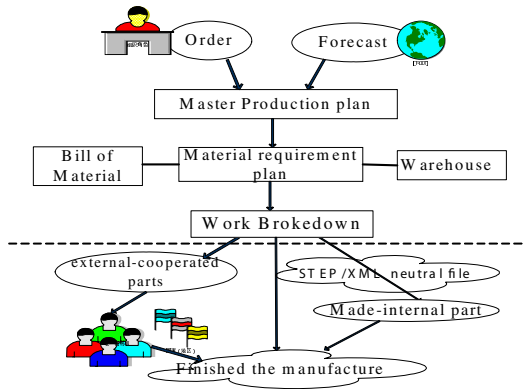 Order
Forecast
Master Production plan
Bill of
Material
Material requirement
plan
Warehouse
Work Brokedown
external-cooperated
parts
STEP/XML neutral file
Made-internal part
Finished the manufacture